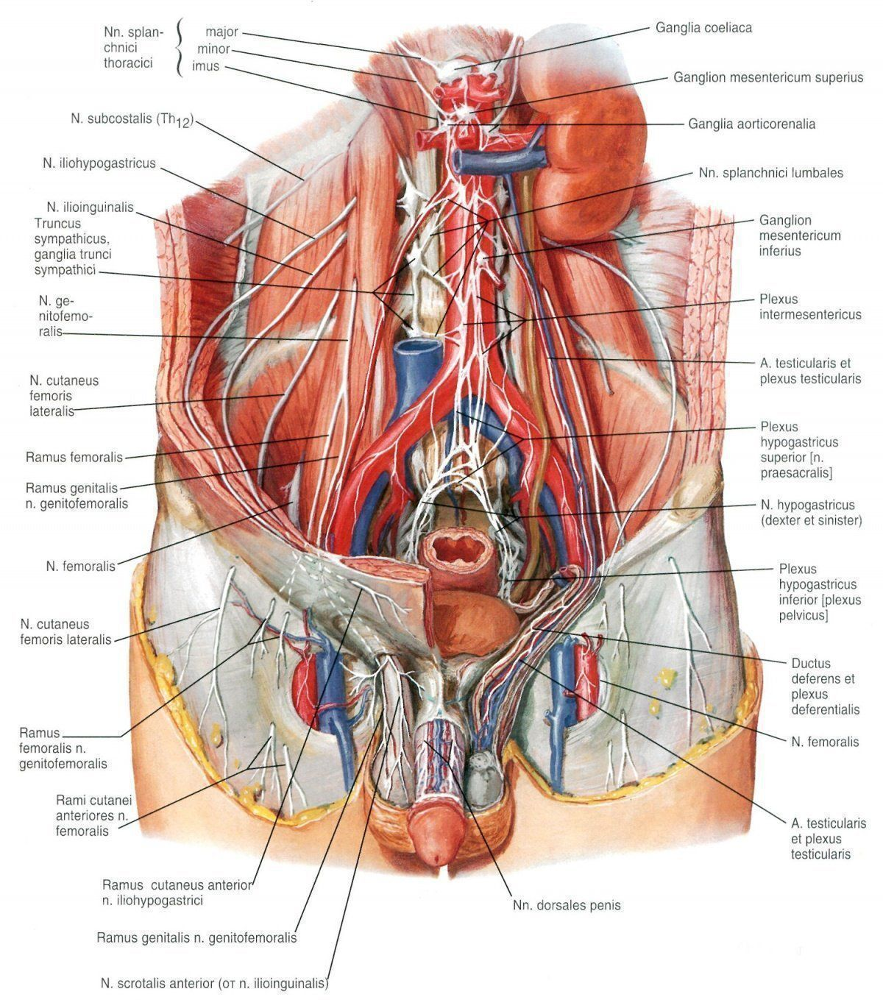 Nn. splan-
chnici
thoracici
major
minor
imus
N. subcostalis (Th12)
N. iliohypogastricus
N. ilioinguinalis
Truncus
sympathicus,
ganglia trunci
sympathici
N. ge-
nitofemo-
ralis
N. cutaneus
femoris
lateralis
Ramus femoralis
Ramus genitalis
n. genitofemoralis
N. femoralis
N. cutaneus
femoris lateralis
Ramus
femoralis n.
genitofemoralis
Rami cutanei
anteriores n.
femoralis
Ramus cutaneus anterior
n. iliohypogastrici
Ramus genitalis n. genitofemoralis
N. scrotalis anterior (от n. ilioinguinalis)
Ganglia coeliaca
Ganglion mesentericum superius
Ganglia aorticorenalia
Nn. splanchnici lumbales
Ganglion
mesentericum
inferius
Plexus
intermesentericus
A. testicularis et
plexus testicularis
Plexus
hypogastricus
superior [n.
praesacralis]
N. hypogastricus
(dexter et sinister)
Plexus
hypogastricus
inferior [plexus
pelvicus]
Ductus
deferens et
plexus
deferentialis
N. femoralis
A. testicularis
et plexus
testicularis
Nn. dorsales penis